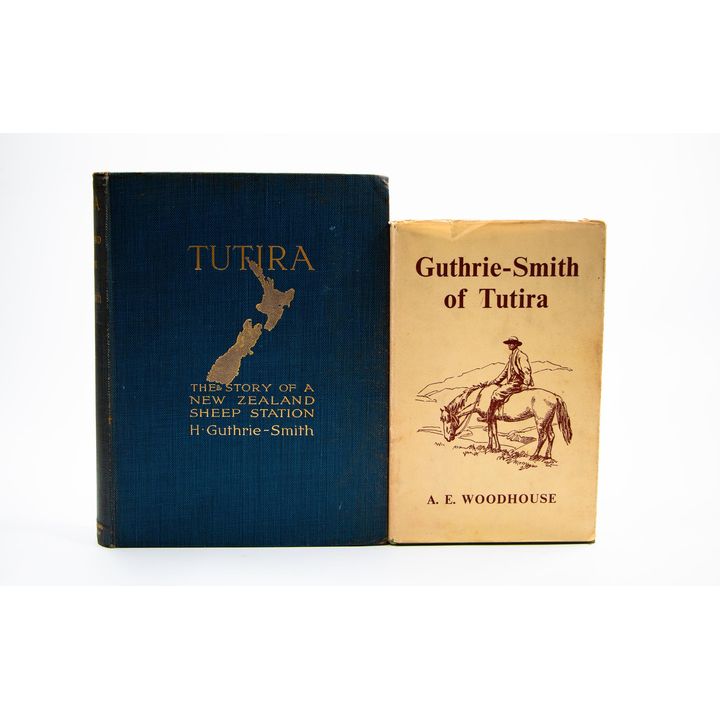 TUTIRA
THE STORY OF A
NEW ZEALAND
SHEEP STATION
H·Guthrie-Smith
Guthrie-Smith
of Tutira
A. E. WOODHOUSE